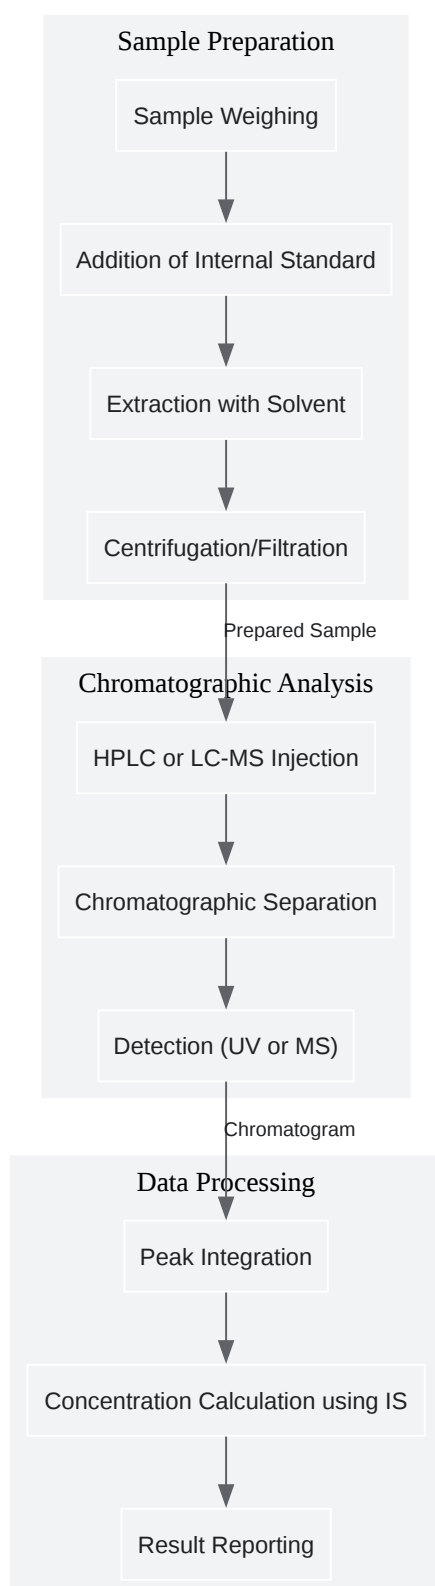 Sample Preparation
Sample Weighing
Addition of Internal Standard
Extraction with Solvent
Centrifugation/Filtration
Prepared Sample
Chromatographic Analysis
HPLC or LC-MS Injection
Chromatographic Separation
Detection (UV or MS)
Chromatogram
Data Processing
Peak Integration
Concentration Calculation using IS
Result Reporting